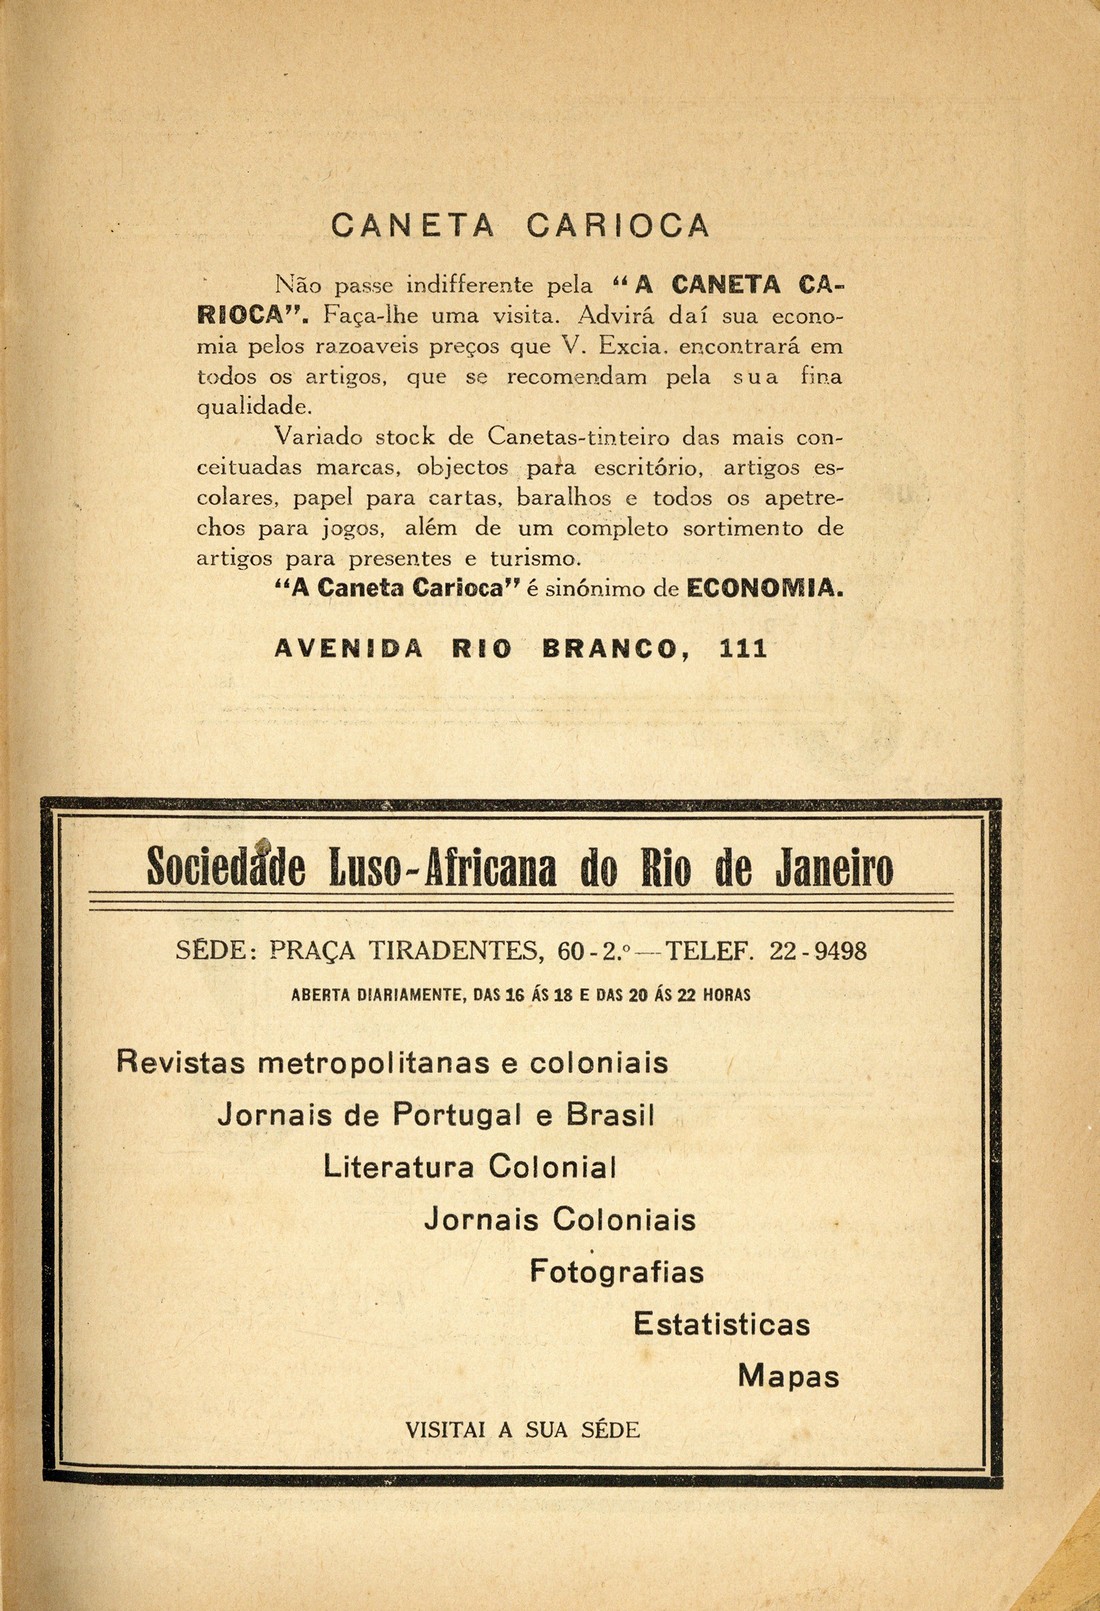 CANETA CARIOCA
Não passe indifferente pela “A CANETA CA-
RIOCA”. Faça-lhe uma visita. Advirá daí sua econo-
mia pelos razoaveis preços que V. Excia. encontrará em
todos os artigos, que se recomendam pela sua fina
qualidade.
Variado stock de Canetas-tinteiro das mais con-
ceituadas marcas, objectos para escritório, artigos es-
colares, papel para cartas, baralhos e todos os apetre-
chos para jogos, além de um completo sortimento de
artigos para presentes e turismo.
“A Caneta Carioca” é sinónimo de ECONOMIA.
AVENIDA RIO BRANCO, 111
Sociedade Luso-Africana do Rio de Janeiro
SÉDE: PRAÇA TIRADENTES, 60-2.º — TELEF. 22-9498
ABERTA DIARIAMENTE, DAS 16 ÁS 18 E DAS 20 ÁS 22 HORAS
Revistas metropolitanas e coloniais
Jornais de Portugal e Brasil
Literatura Colonial
Jornais Coloniais
Fotografias
Estatisticas
Mapas
VISITAI A SUA SÉDE